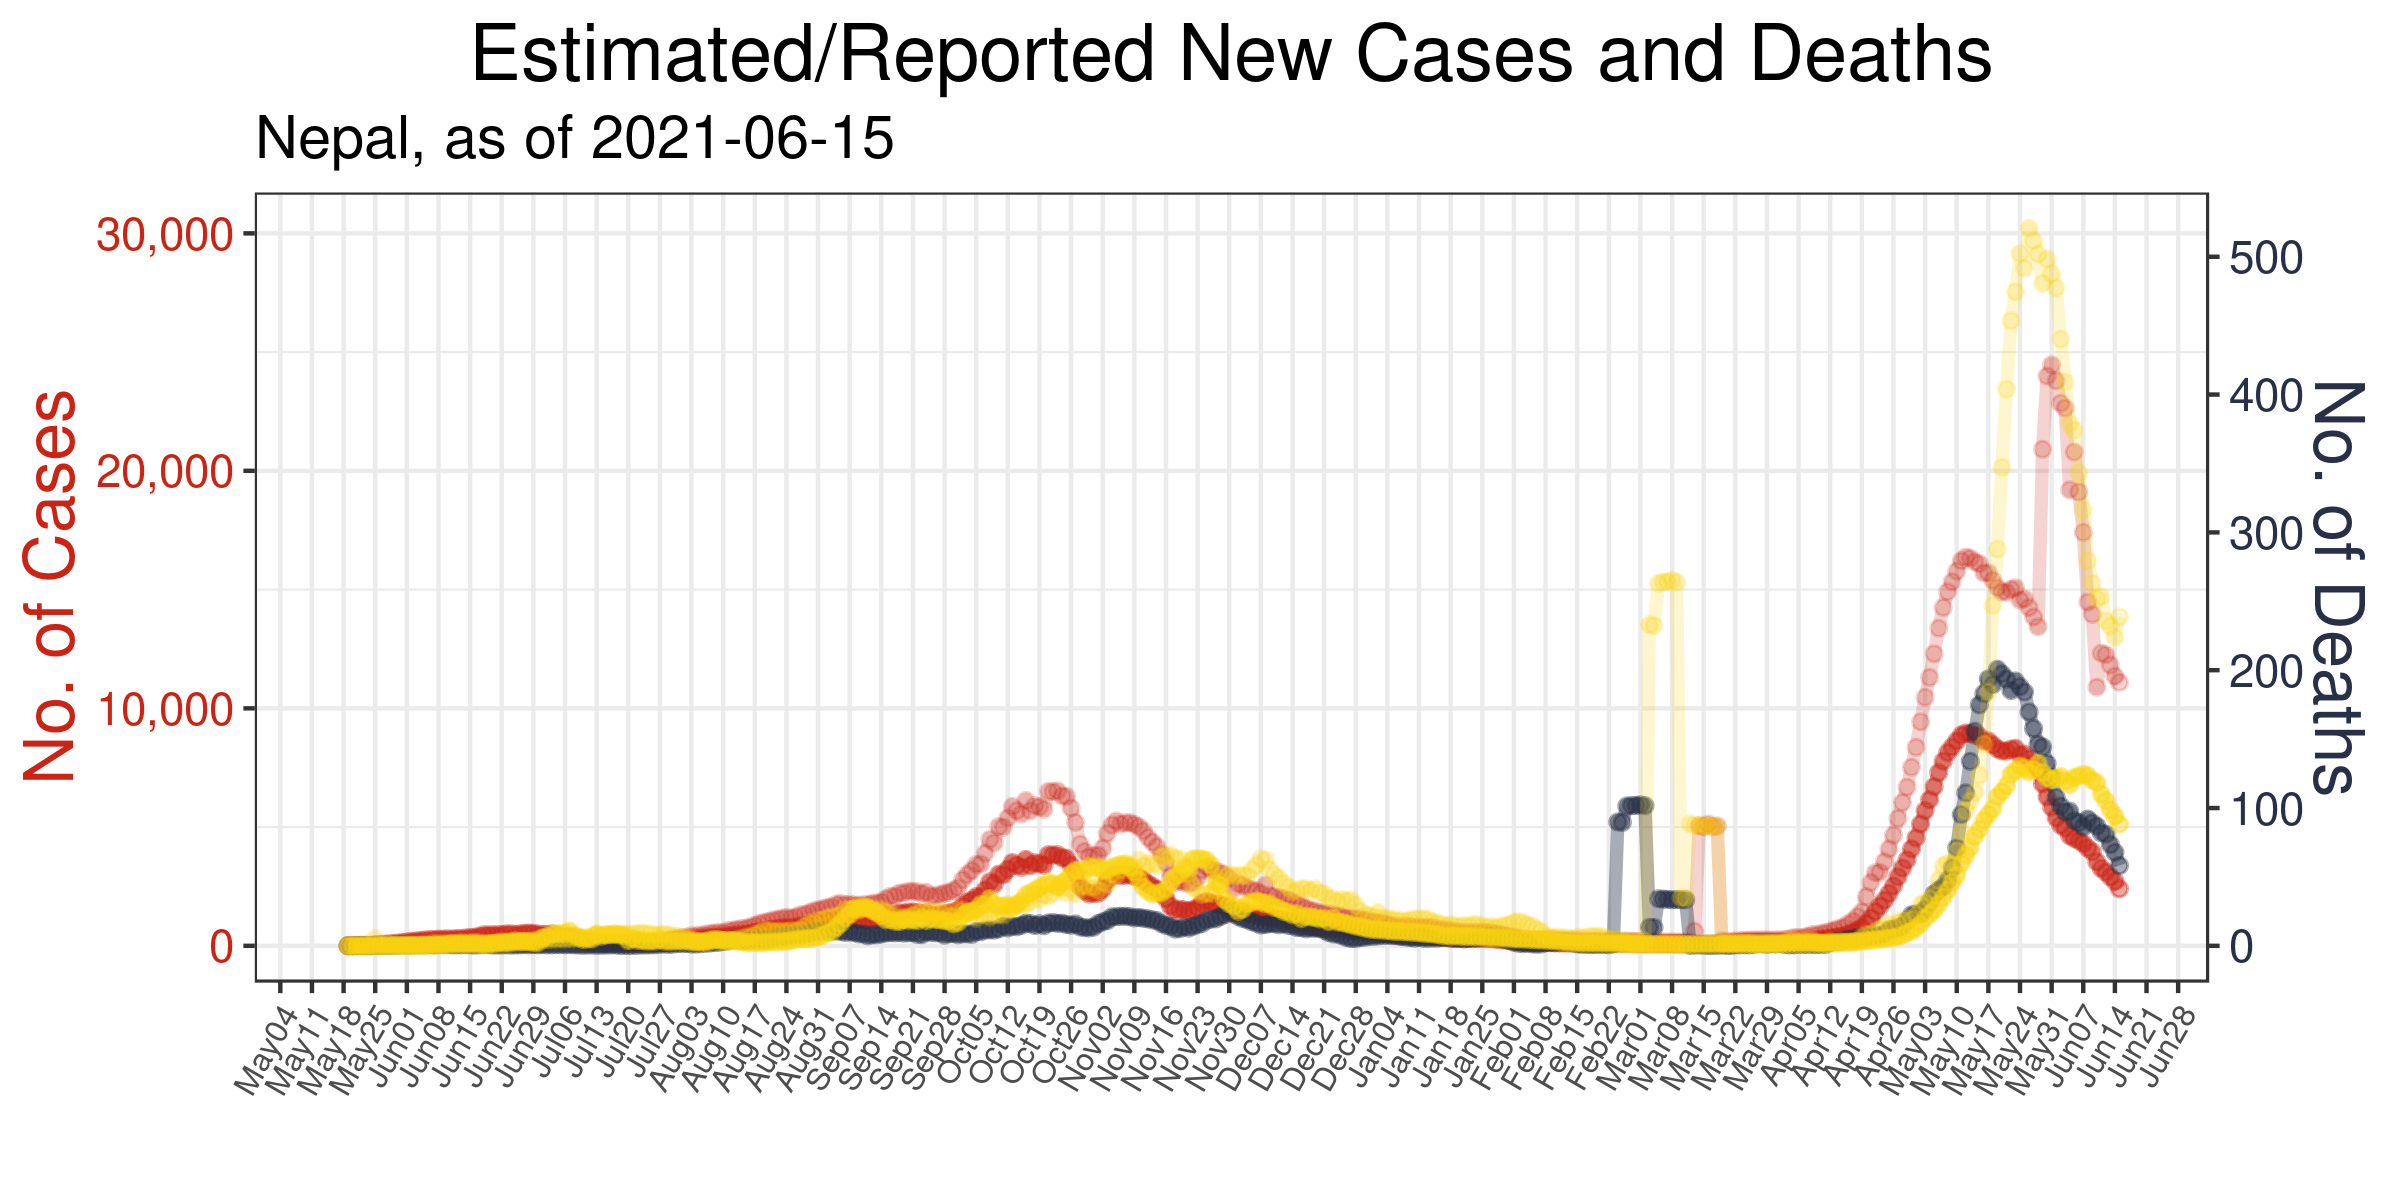 Estimated/Reported New Cases and Deaths
Nepal, as of 2021-06-15
No. of Cases
30,000
20,000
10,000
0
500
400
300
200
100
0
No. of Deaths
May04
May11
May18
May25
Jun01
Jun08
Jun15
Jun22
Jun29
Jul06
Jul13
Jul20
Jul27
Aug03
Aug10
Aug17
Aug24
Aug31
Sep07
Sep14
Sep21
Sep28
Oct05
Oct12
Oct19
Oct26
Nov02
Nov09
Nov16
Nov23
Nov30
Dec07
Dec14
Dec21
Dec28
Jan04
Jan11
Jan18
Jan25
Feb01
Feb08
Feb15
Feb22
Mar01
Mar08
Mar15
Mar22
Mar29
Apr05
Apr12
Apr19
Apr26
May03
May10
May17
May24
May31
Jun07
Jun14
Jun21
Jun28